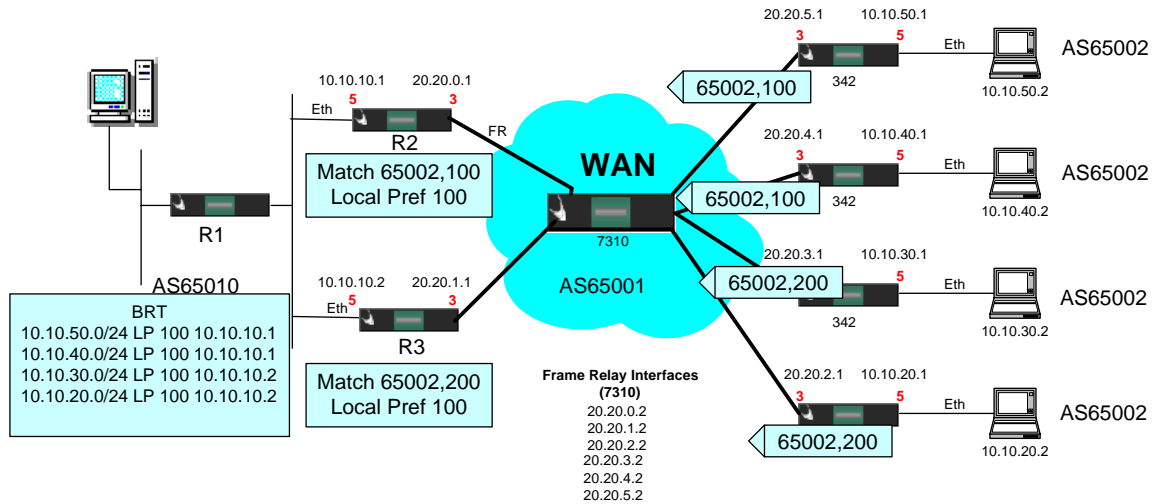 20.20.5.1
10.10.50.1
3
5
Eth
AS65002
342
10.10.50.2
65002,100
10.10.10.1
20.20.0.1
5
3
Eth
R2
FR
Match 65002,100
Local Pref 100
20.20.4.1
10.10.40.1
3
5
Eth
AS65002
342
10.10.40.2
65002,100
WAN
7310
AS65001
R1
AS65010
BRT
10.10.50.0/24 LP 100 10.10.10.1
10.10.40.0/24 LP 100 10.10.10.1
10.10.30.0/24 LP 100 10.10.10.2
10.10.20.0/24 LP 100 10.10.10.2
10.10.10.2
20.20.1.1
5
3
Eth
R3
Match 65002,200
Local Pref 100
20.20.3.1
10.10.30.1
5
Eth
AS65002
342
10.10.30.2
65002,200
Frame Relay Interfaces
(7310)
20.20.0.2
20.20.1.2
20.20.2.2
20.20.3.2
20.20.4.2
20.20.5.2
20.20.2.1
10.10.20.1
3
5
Eth
AS65002
10.10.20.2
65002,200